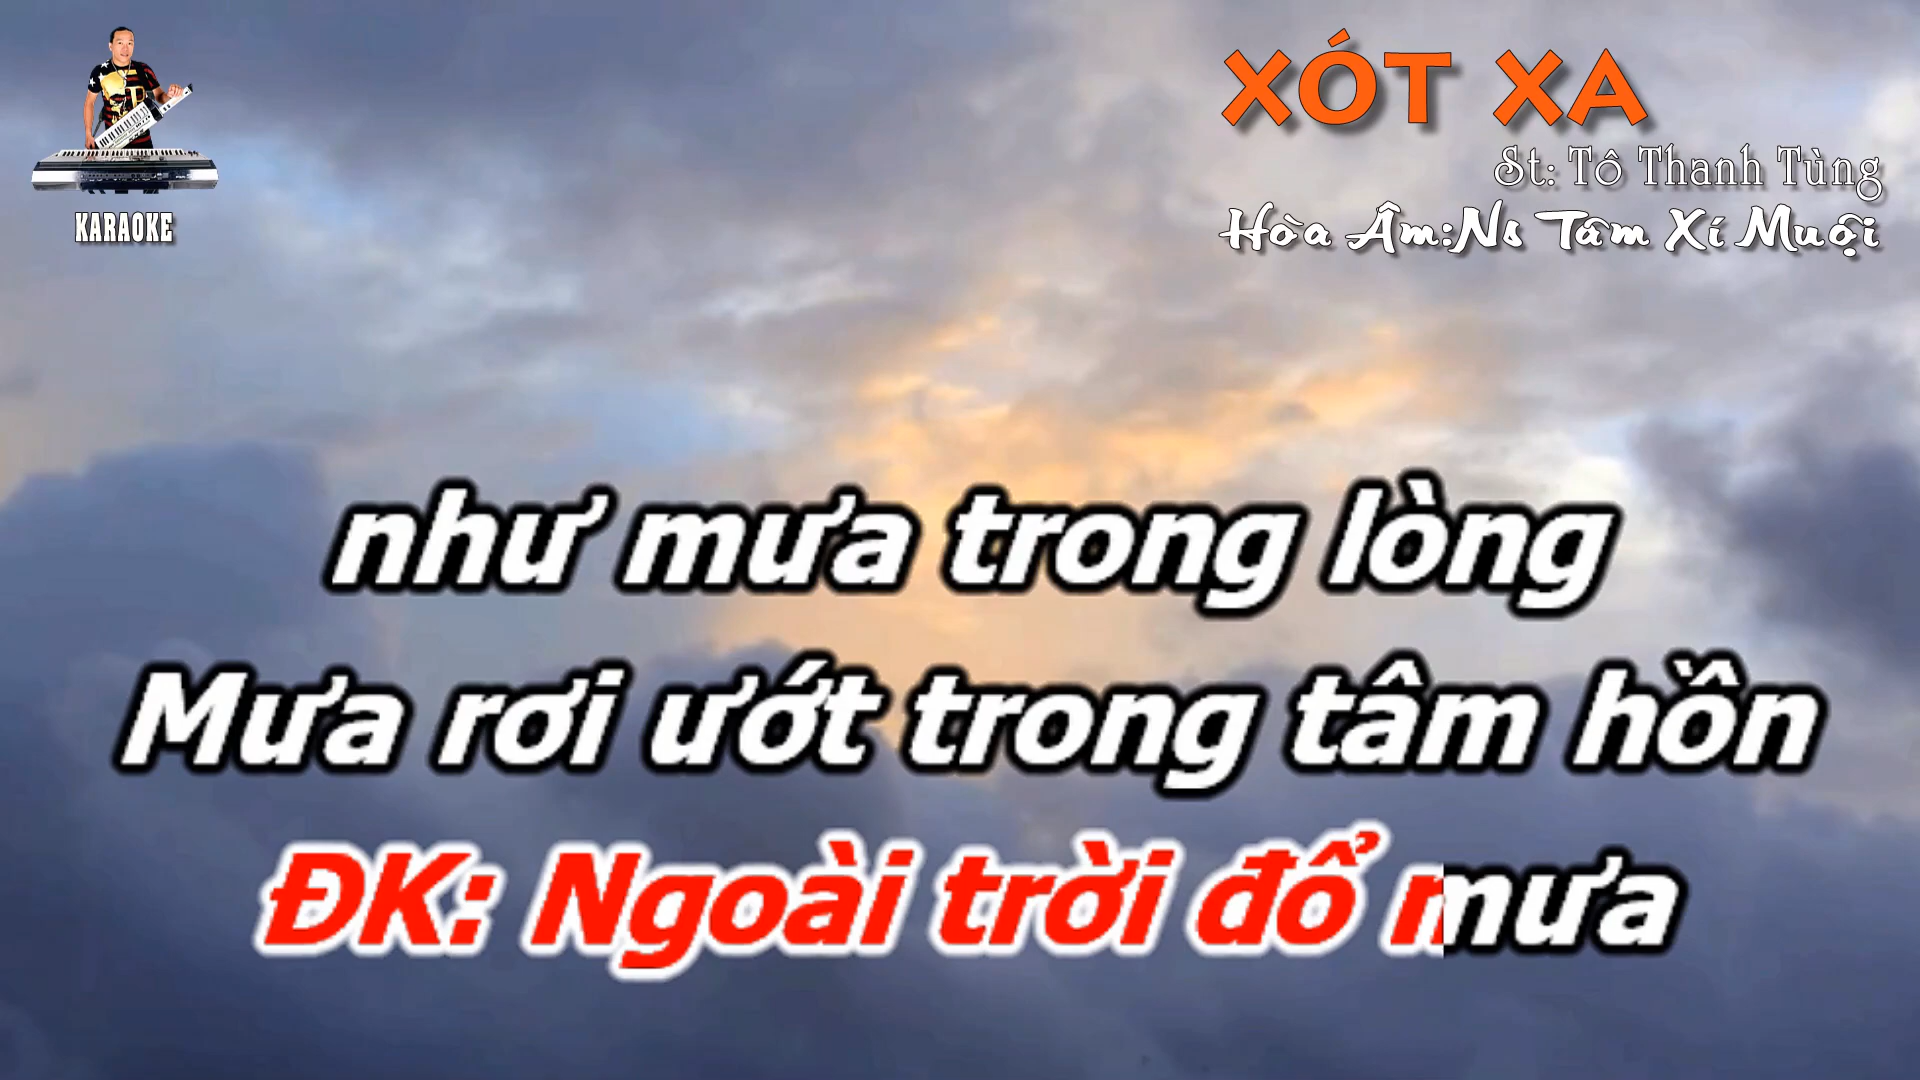 XÓT XA
St: Tô Thanh Tùng
Hòa Âm:Ns Tám Xí Muội
KARAOKE
như mưa trong lòng
Mưa rơi ướt trong tâm hồn
ĐK: Ngoài trời đổ mưa